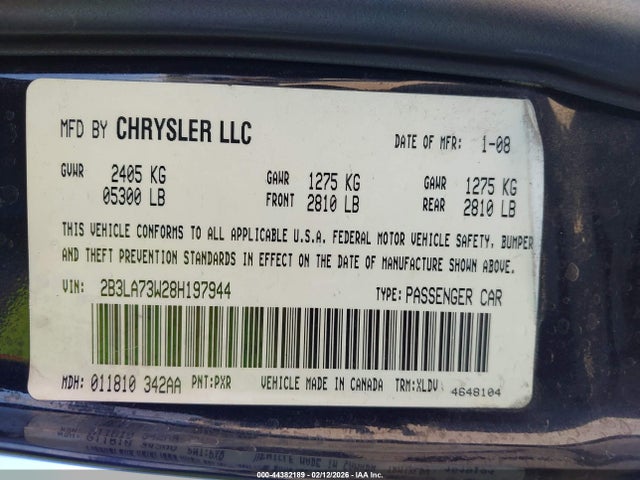 MFD BY CHRYSLER LLC DATE OF MFR: 1-08
GVWR 2405 KG GAWR 1275 KG GAWR 1275 KG
05300 LB FRONT 2810 LB REAR 2810 LB
THIS VEHICLE CONFORMS TO ALL APPLICABLE U.S.A. FEDERAL MOTOR VEHICLE SAFETY, BUMPER
AND THEFT PREVENTION STANDARDS IN EFFECT ON THE DATE OF MANUFACTURE SHOWN ABOVE.
VIN: 2B3LA73W28H197944 TYPE: PASSENGER CAR
MDH: 011810 342AA PNT: PXR VEHICLE MADE IN CANADA TRM: XLDV 4648104
000-44382189 - 02/12/2026 - IAA Inc.